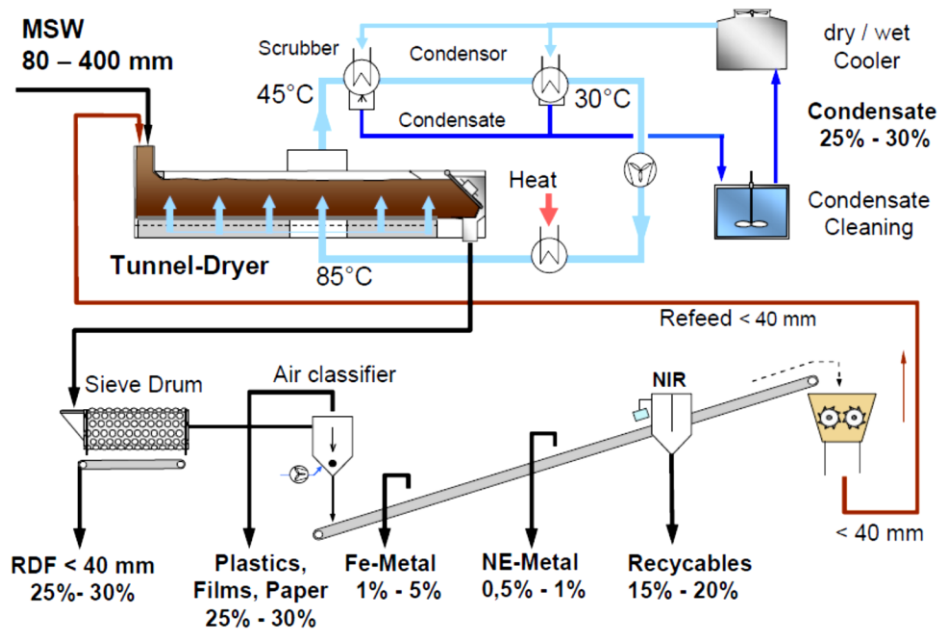 MSW
80 – 400 mm
Scrubber
Condensor
dry / wet
Cooler
45°C
30°C
Condensate
Condensate
25% - 30%
Heat
Condensate
Cleaning
Tunnel-Dryer
85°C
Refeed < 40 mm
Sieve Drum
Air classifier
NIR
< 40 mm
RDF < 40 mm
25%- 30%
Plastics,
Films, Paper
25% - 30%
Fe-Metal
1% - 5%
NE-Metal
0,5% - 1%
Recycables
15% - 20%